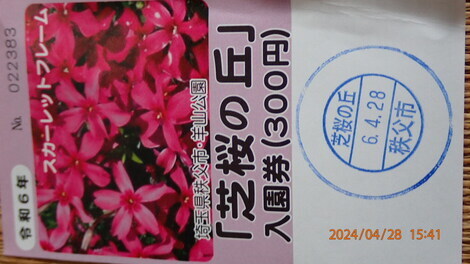 令和6年
№ 022383
スカーレットフレーム
埼玉県秩父市・羊山公園
「芝桜の丘」
入園券(300円)
芝桜の丘
6.4.28
秩父市
2024/04/28 15:41